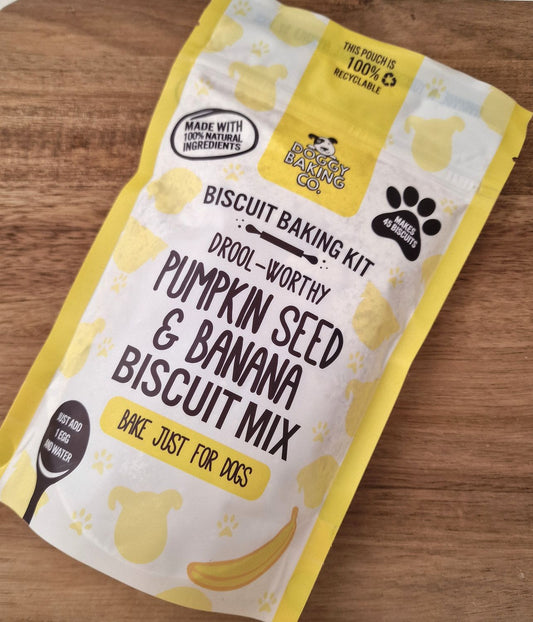 THIS POUCH IS
100%
RECYCLABLE
MADE WITH
100% NATURAL
INGREDIENTS
DOGGY
BAKING
CO.
BISCUIT BAKING KIT
MAKES
45 BISCUITS
DROOL-WORTHY
PUMPKIN SEED
& BANANA
BISCUIT MIX
BAKE JUST FOR DOGS
JUST ADD
1 EGG
AND WATER